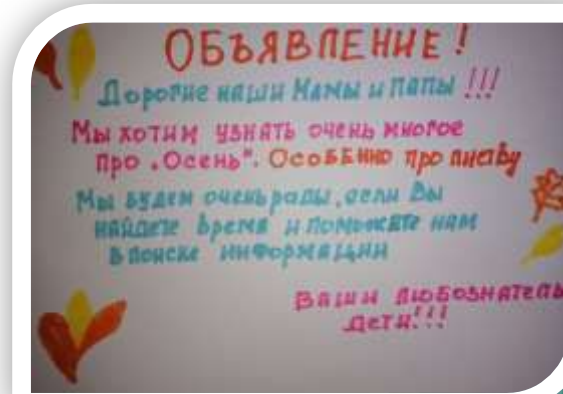 ОБЪЯВЛЕНИЕ!
Дорогие наши Мамы и папы !!!
Мы хотим узнать очень многое
про „Осень". Особенно про листву
Мы будем очень рады, если Вы
найдете время и поможете нам
в поиске информации
Ваши любознатель
дети!!!